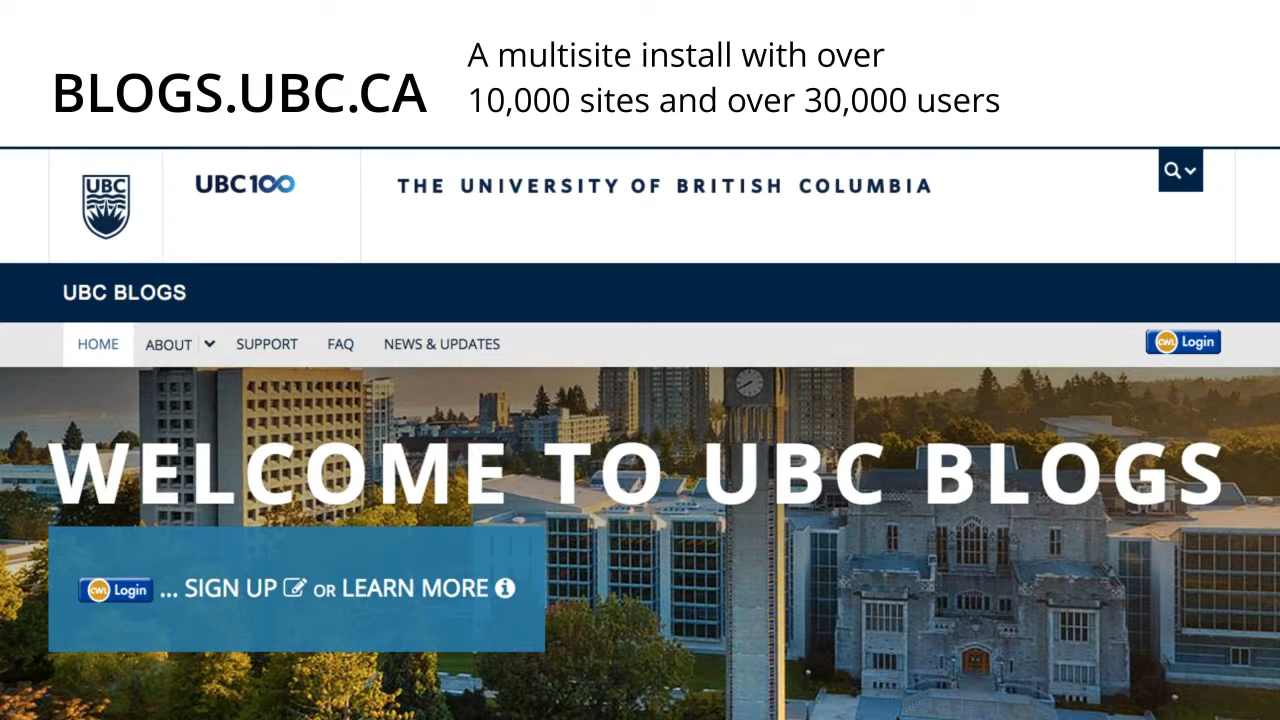 BLOGS.UBC.CA
A multisite install with over
10,000 sites and over 30,000 users
UBC
UBC100
THE UNIVERSITY OF BRITISH COLUMBIA
UBC BLOGS
HOME ABOUT SUPPORT FAQ NEWS & UPDATES
CWL Login
WELCOME TO UBC BLOGS
CWL Login ... SIGN UP OR LEARN MORE